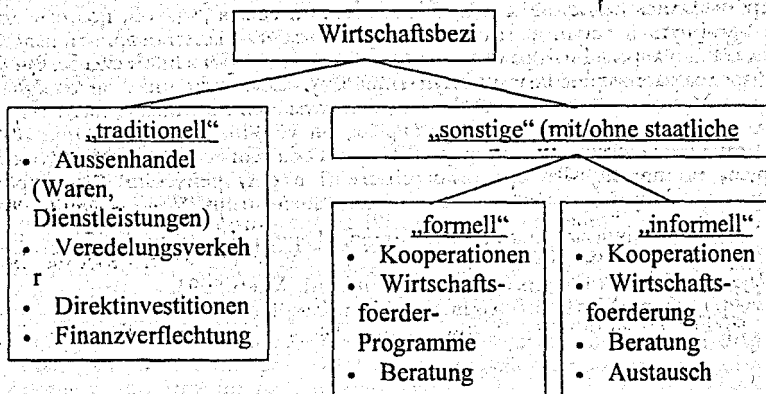 Wirtschaftsbezi
„traditionell“
• Aussenhandel
(Waren,
Dienstleistungen)
• Veredelungsverkeh
r
• Direktinvestitionen
• Finanzverflechtung
„sonstige“ (mit/ohne staatliche
„formell“
• Kooperationen
• Wirtschafts-
foerder-
Programme
• Beratung
„informell“
• Kooperationen
• Wirtschafts-
foerderung
• Beratung
• Austausch